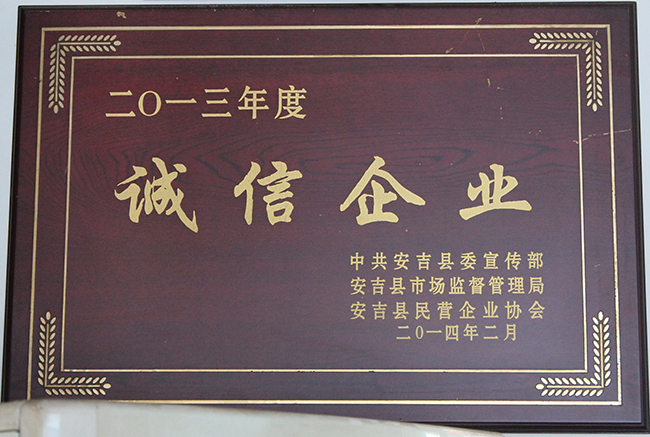 二〇一三年度
诚信企业
中共安吉县委宣传部
安吉县市场监督管理局
安吉县民营企业协会
二〇一四年二月